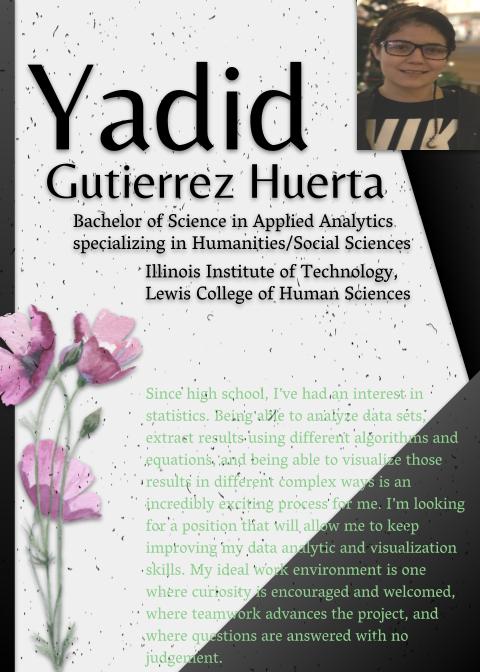 Yadid
Gutierrez Huerta
Bachelor of Science in Applied Analytics
specializing in Humanities/Social Sciences
Illinois Institute of Technology,
Lewis College of Human Sciences
Since high school, I've had an interest in
statistics. Being able to analyze data sets,
extract results using different algorithms and
equations, and being able to visualize those
results in different complex ways is an
incredibly exciting process for me. I'm looking
for a position that will allow me to keep
improving my data analytic and visualization
skills. My ideal work environment is one
where curiosity is encouraged and welcomed,
where teamwork advances the project, and
where questions are answered with no
judgement.